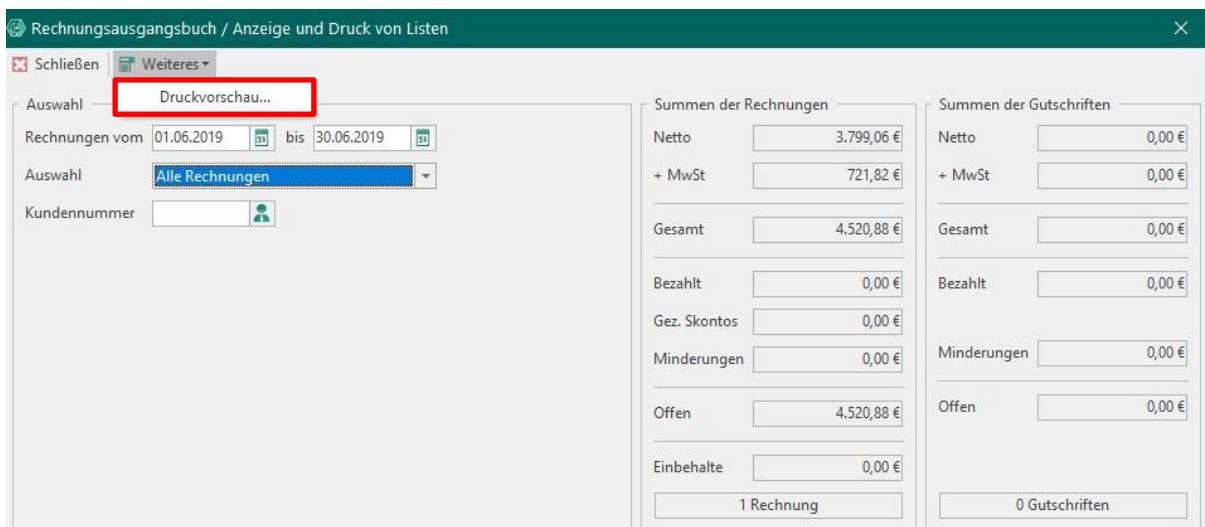 Rechnungsausgangsbuch / Anzeige und Druck von Listen
Schließen Weiteres
Druckvorschau...
Auswahl
Rechnungen vom 01.06.2019 31 bis 30.06.2019 31
Auswahl Alle Rechnungen
Kundennummer
Summen der Rechnungen
Netto 3.799,06 €
+ MwSt 721,82 €
Gesamt 4.520,88 €
Bezahlt 0,00 €
Gez. Skontos 0,00 €
Minderungen 0,00 €
Offen 4.520,88 €
Einbehalte 0,00 €
1 Rechnung
Summen der Gutschriften
Netto 0,00 €
+ MwSt 0,00 €
Gesamt 0,00 €
Bezahlt 0,00 €
Minderungen 0,00 €
Offen 0,00 €
0 Gutschriften